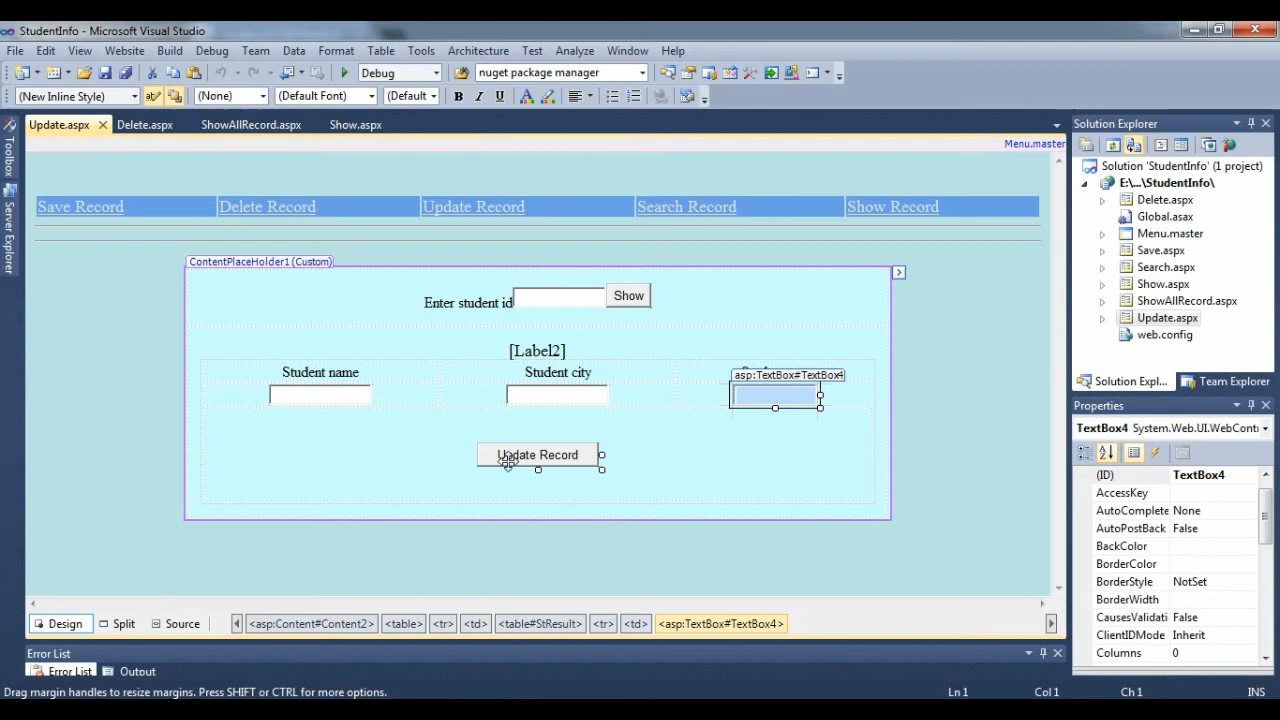 StudentInfo - Microsoft Visual Studio
File Edit View Website Build Debug Team Data Format Table Tools Architecture Test Analyze Window Help
Debug nuget package manager
(New Inline Style) (None) (Default Font) (Default B I U A
Update.aspx Delete.aspx ShowAllRecord.aspx Show.aspx
Menu.master
Toolbox
Server Explorer
Save Record Delete Record Update Record Search Record Show Record
ContentPlaceHolder1 (Custom)
Enter student id Show
[Label2]
Student name Student city
asp:TextBox#TextBox4
Update Record
Design Split Source <asp:Content#Content2> <table> <tr> <td> <table#StResult> <tr> <td> <asp:TextBox#TextBox4>
Error List
Error List Output
Drag margin handles to resize margins. Press SHIFT or CTRL for more options. Ln 1 Col 1 Ch 1 INS
Solution Explorer
Solution 'StudentInfo' (1 project)
E:\...\StudentInfo\
Delete.aspx
Global.asax
Menu.master
Save.aspx
Search.aspx
Show.aspx
ShowAllRecord.aspx
Update.aspx
web.config
Solution Expl... Team Explorer
Properties
TextBox4 System.Web.UI.WebContr
(ID) TextBox4
AccessKey
AutoComplete None
AutoPostBack False
BackColor
BorderColor
BorderStyle NotSet
BorderWidth
CausesValidati False
ClientIDMode Inherit
Columns 0